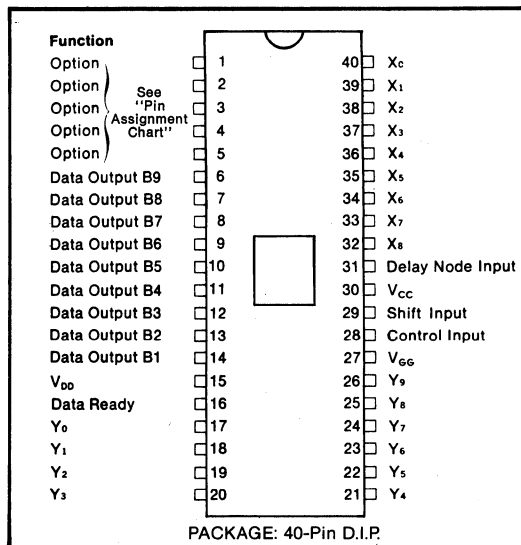 Function
Option 1 40 Xc
Option 2 39 X1
Option See "Pin Assignment Chart" 3 38 X2
Option 4 37 X3
Option 5 36 X4
Data Output B9 6 35 X5
Data Output B8 7 34 X6
Data Output B7 8 33 X7
Data Output B6 9 32 X8
Data Output B5 10 31 Delay Node Input
Data Output B4 11 30 VCC
Data Output B3 12 29 Shift Input
Data Output B2 13 28 Control Input
Data Output B1 14 27 VGG
VDD 15 26 Y9
Data Ready 16 25 Y8
Y0 17 24 Y7
Y1 18 23 Y6
Y2 19 22 Y5
Y3 20 21 Y4
PACKAGE: 40-Pin D.I.P.